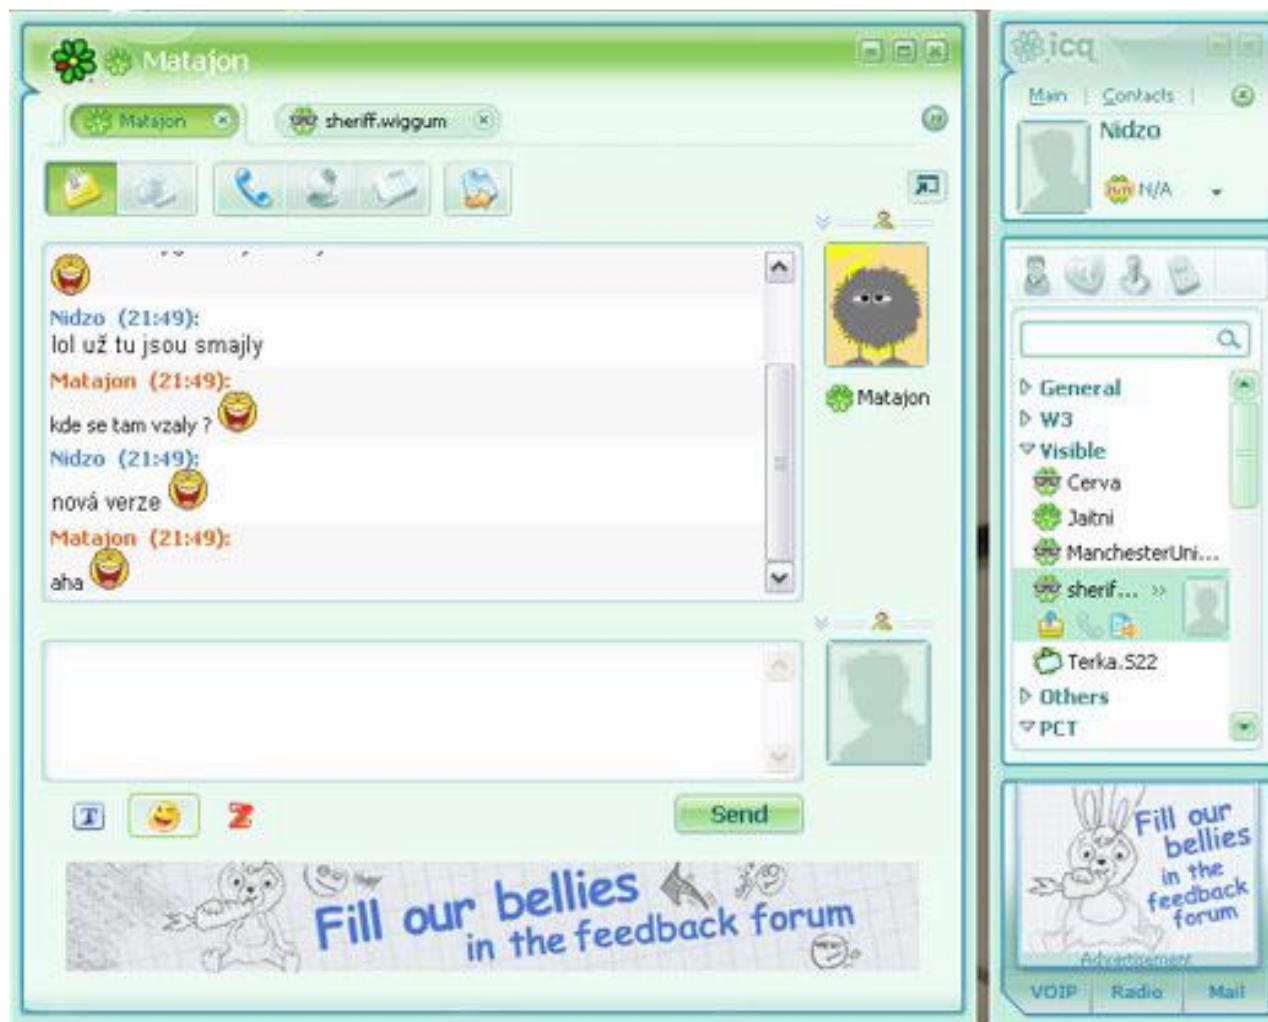 Matajon
Matajon
sheriff.wiggum
Nidzo (21:49):
lol už tu jsou smajly
Matajon (21:49):
kde se tam vzaly ?
Nidzo (21:49):
nová verze
Matajon (21:49):
aha
Matajon
T
Z
Send
Fill our bellies
in the feedback forum
icq
Main | Contacts |
Nidzo
N/A
General
W3
Visible
Cerva
Jaitni
ManchesterUni...
sherif... »
Terka.S22
Others
PCT
Fill our
bellies
in the
feedback
forum
Advertisement
VOIP Radio Mail